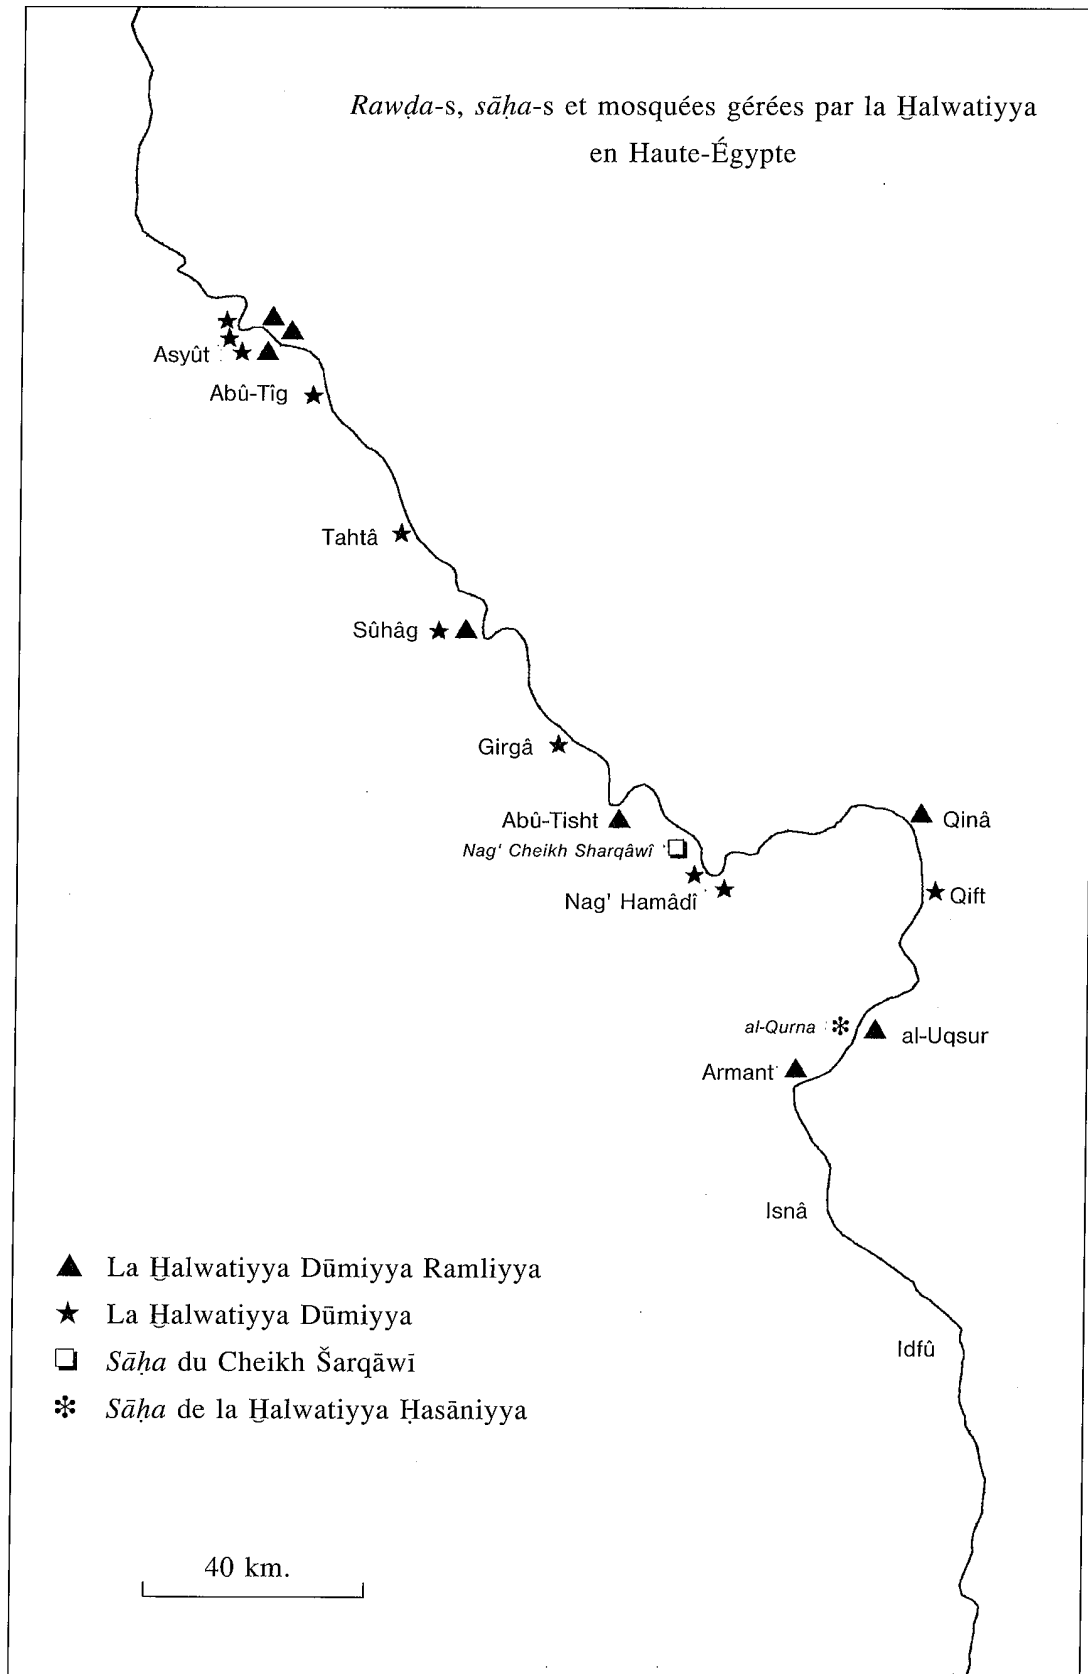 Rawḍa-s, sāḥa-s et mosquées gérées par la Ḫalwatiyya
en Haute-Égypte
Asyût
Abû-Tîg
Tahtâ
Sûhâg
Girgâ
Abû-Tisht
Qinâ
Nag' Cheikh Sharqâwî
Nag' Hamâdî
Qift
al-Qurna
al-Uqsur
Armant
Isnâ
Idfû
La Ḫalwatiyya Dūmiyya Ramliyya
La Ḫalwatiyya Dūmiyya
Sāḥa du Cheikh Šarqāwī
Sāḥa de la Ḫalwatiyya Ḥasāniyya
40 km.